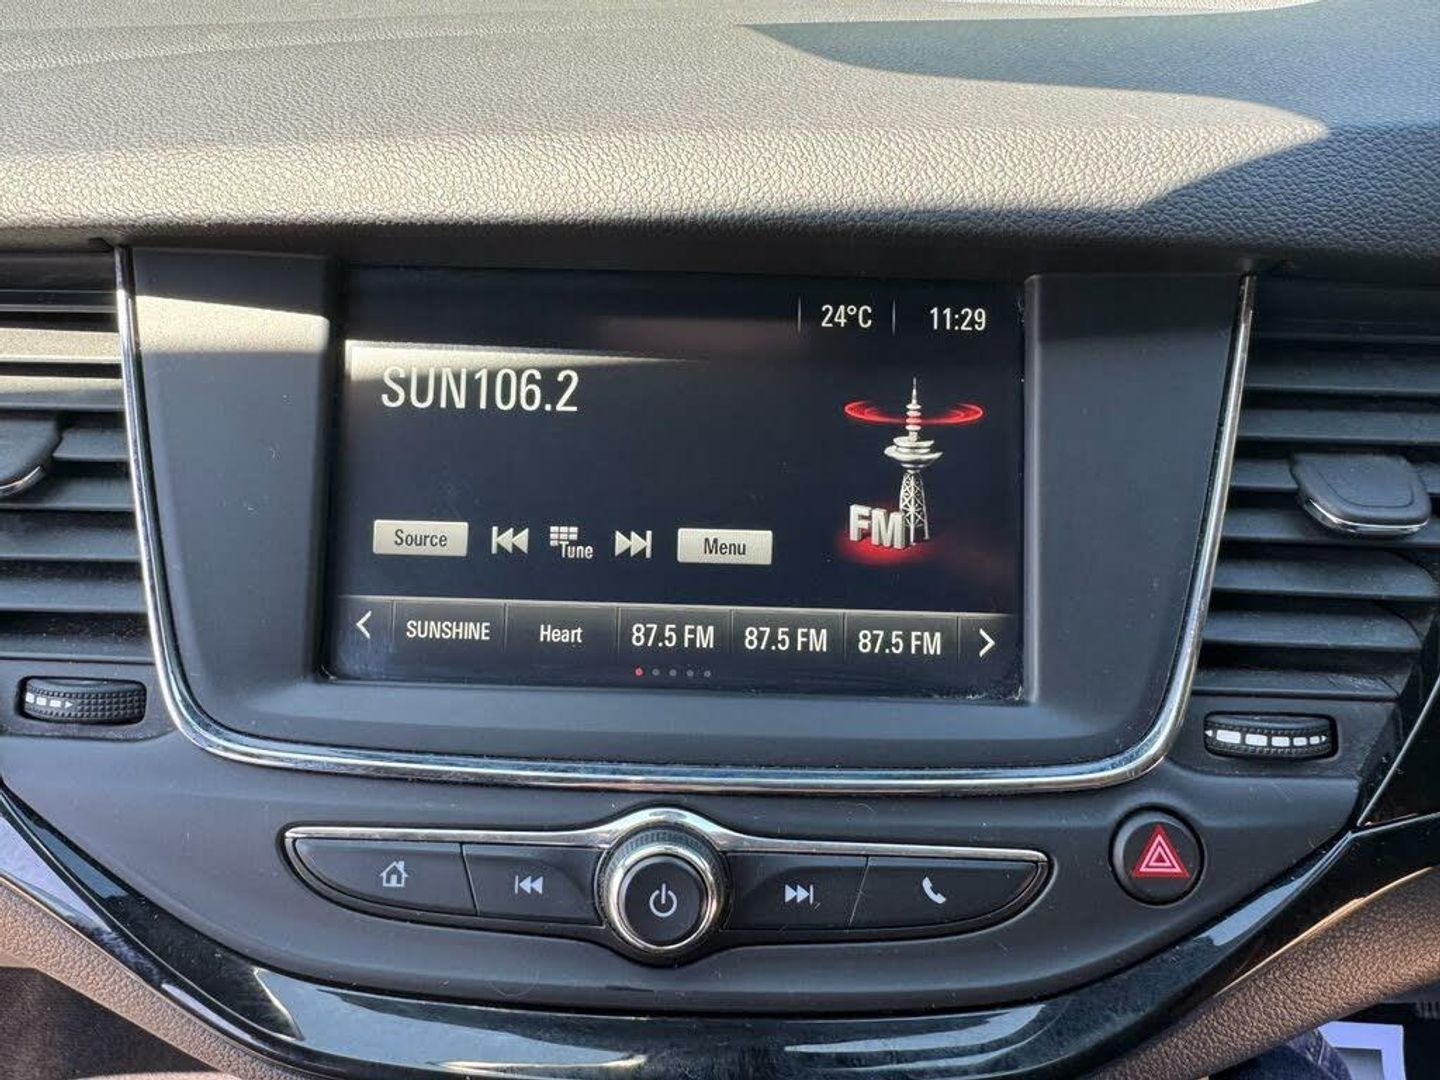 24°C 11:29
SUN106.2
FM
Source Tune Menu
SUNSHINE Heart 87.5 FM 87.5 FM 87.5 FM